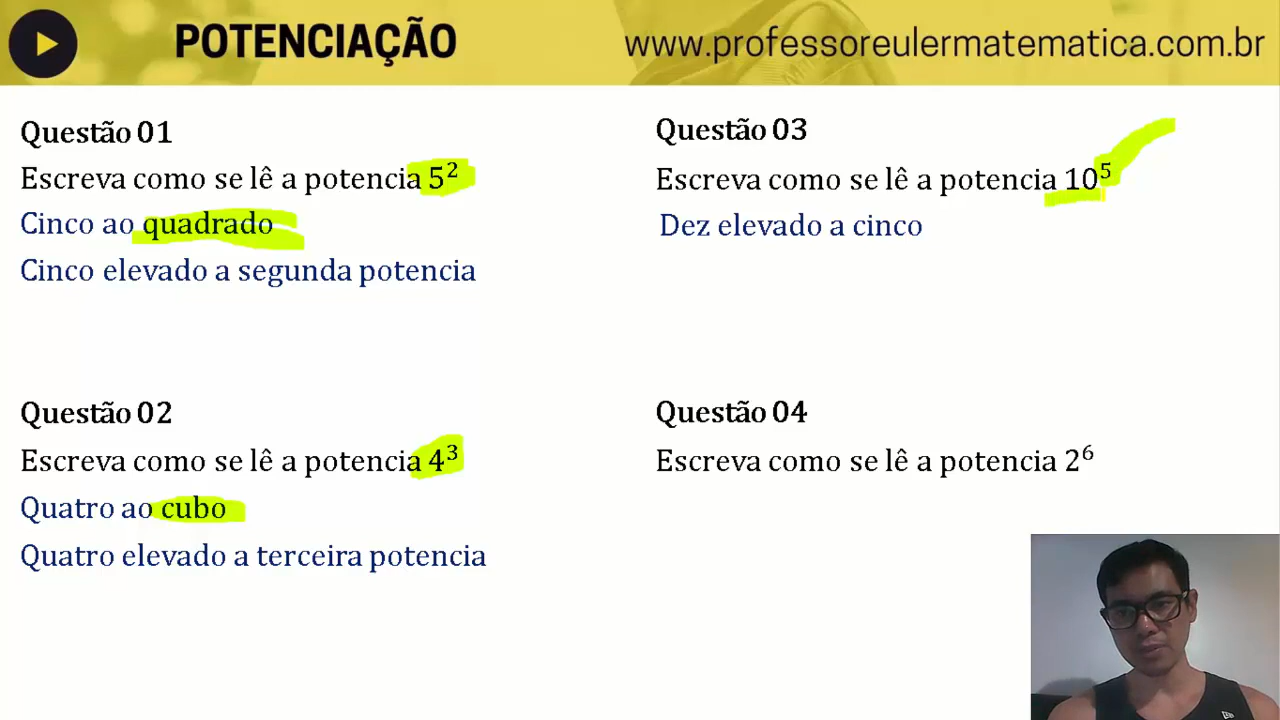 POTENCIAÇÃO
www.professoreulermatematica.com.br
Questão 01
Escreva como se lê a potencia 5²
Cinco ao quadrado
Cinco elevado a segunda potencia
Questão 02
Escreva como se lê a potencia 4³
Quatro ao cubo
Quatro elevado a terceira potencia
Questão 03
Escreva como se lê a potencia 10⁵
Dez elevado a cinco
Questão 04
Escreva como se lê a potencia 2⁶